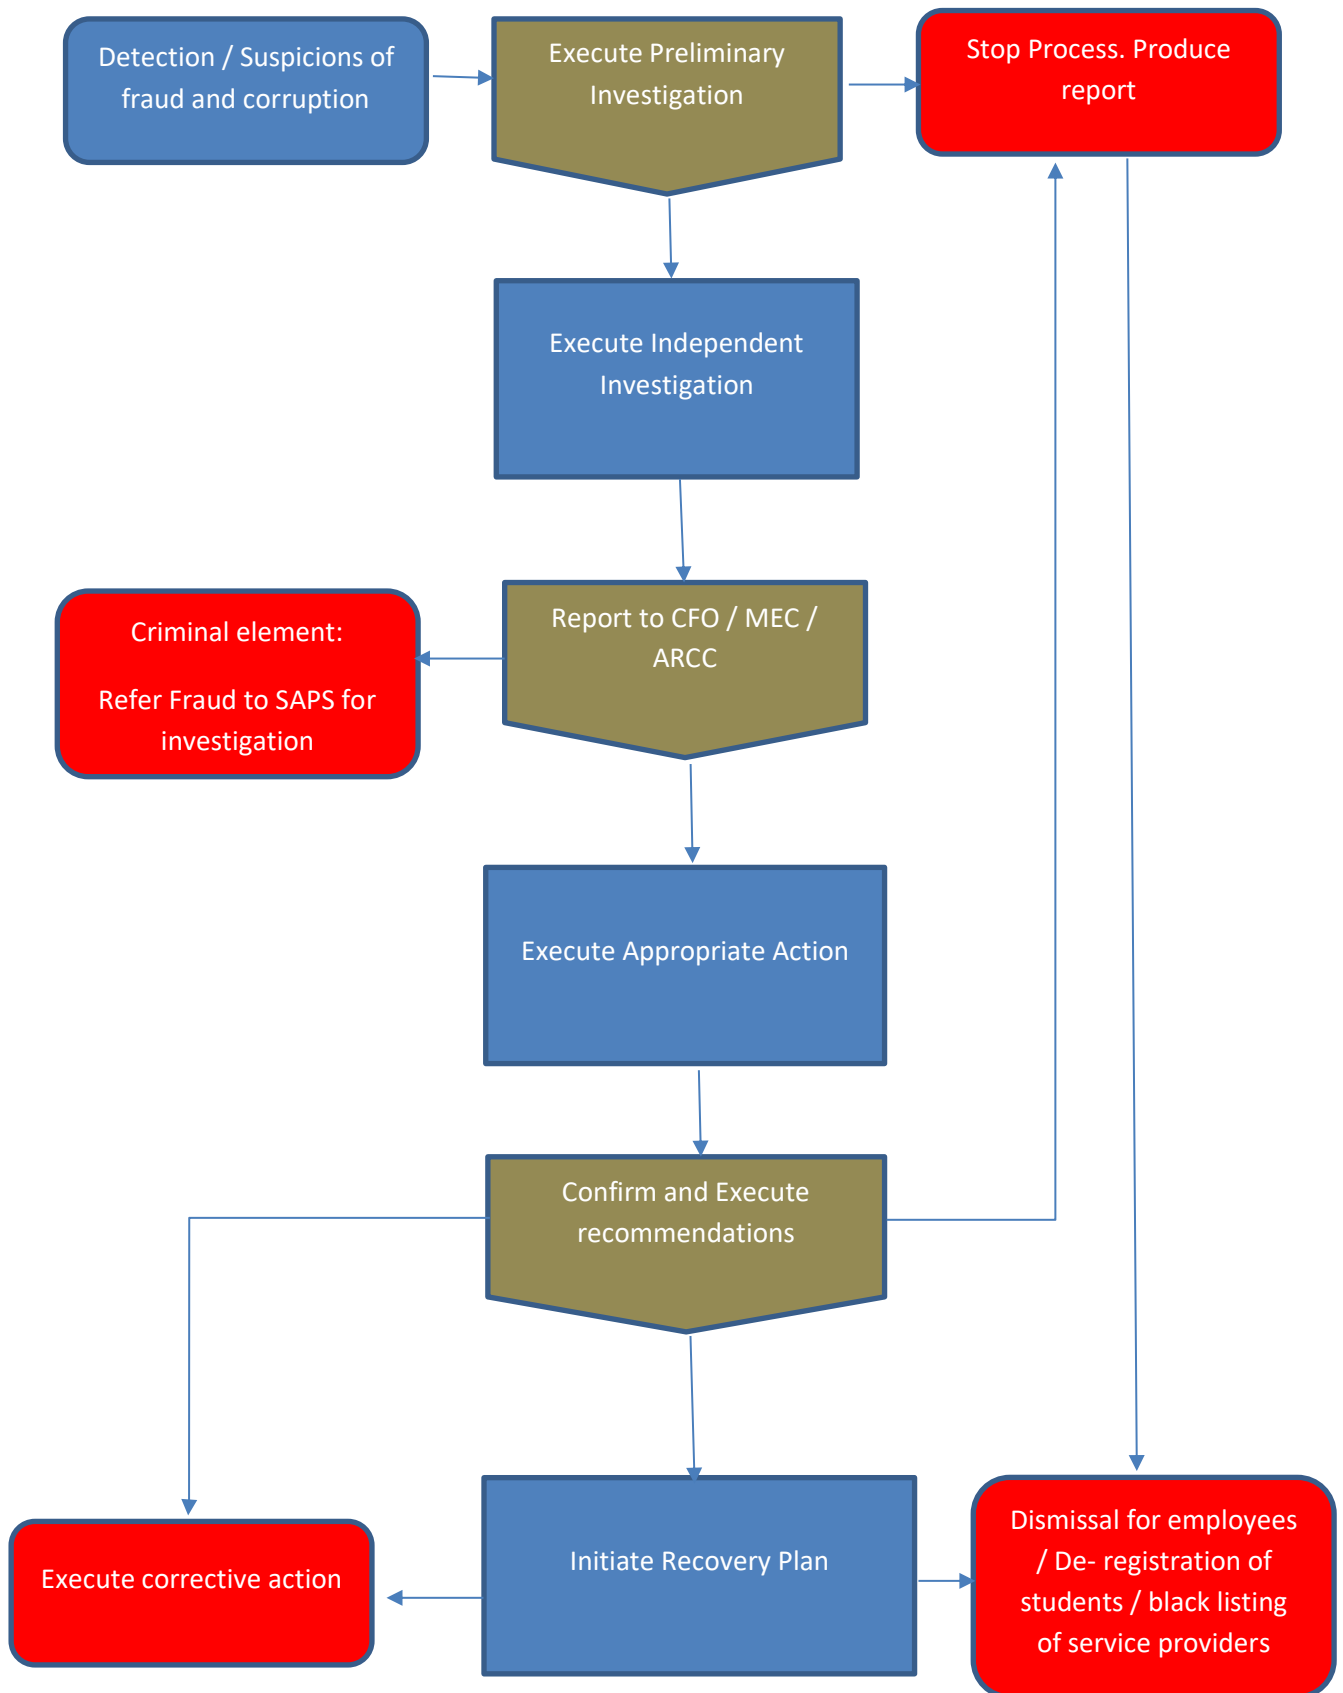 Detection / Suspicions of
fraud and corruption
Execute Preliminary
Investigation
Stop Process. Produce
report
Execute Independent
Investigation
Criminal element:
Refer Fraud to SAPS for
investigation
Report to CFO / MEC /
ARCC
Execute Appropriate Action
Confirm and Execute
recommendations
Execute corrective action
Initiate Recovery Plan
Dismissal for employees
/ De- registration of
students / black listing
of service providers